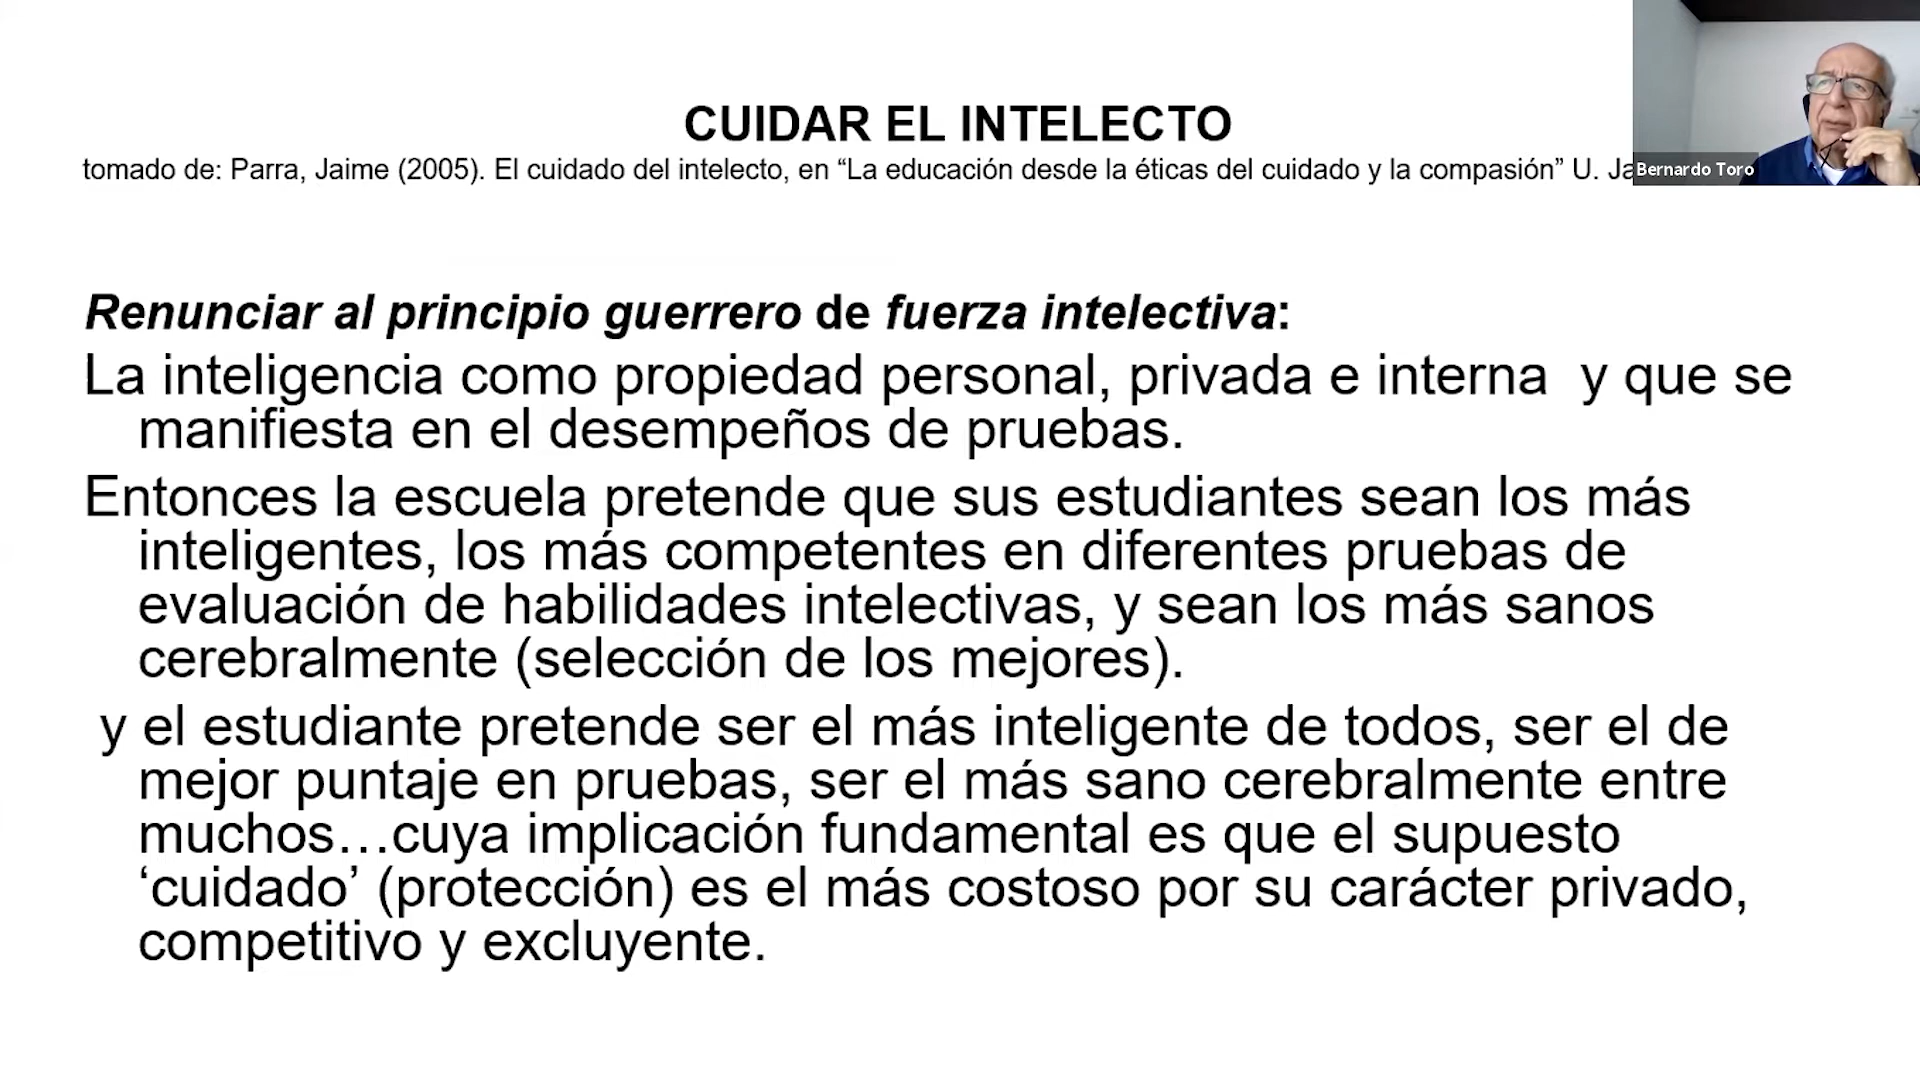 CUIDAR EL INTELECTO
tomado de: Parra, Jaime (2005). El cuidado del intelecto, en “La educación desde la éticas del cuidado y la compasión” U.
Bernardo Toro
Renunciar al principio guerrero de fuerza intelectiva:
La inteligencia como propiedad personal, privada e interna y que se
manifiesta en el desempeños de pruebas.
Entonces la escuela pretende que sus estudiantes sean los más
inteligentes, los más competentes en diferentes pruebas de
evaluación de habilidades intelectivas, y sean los más sanos
cerebralmente (selección de los mejores).
y el estudiante pretende ser el más inteligente de todos, ser el de
mejor puntaje en pruebas, ser el más sano cerebralmente entre
muchos…cuya implicación fundamental es que el supuesto
‘cuidado’ (protección) es el más costoso por su carácter privado,
competitivo y excluyente.